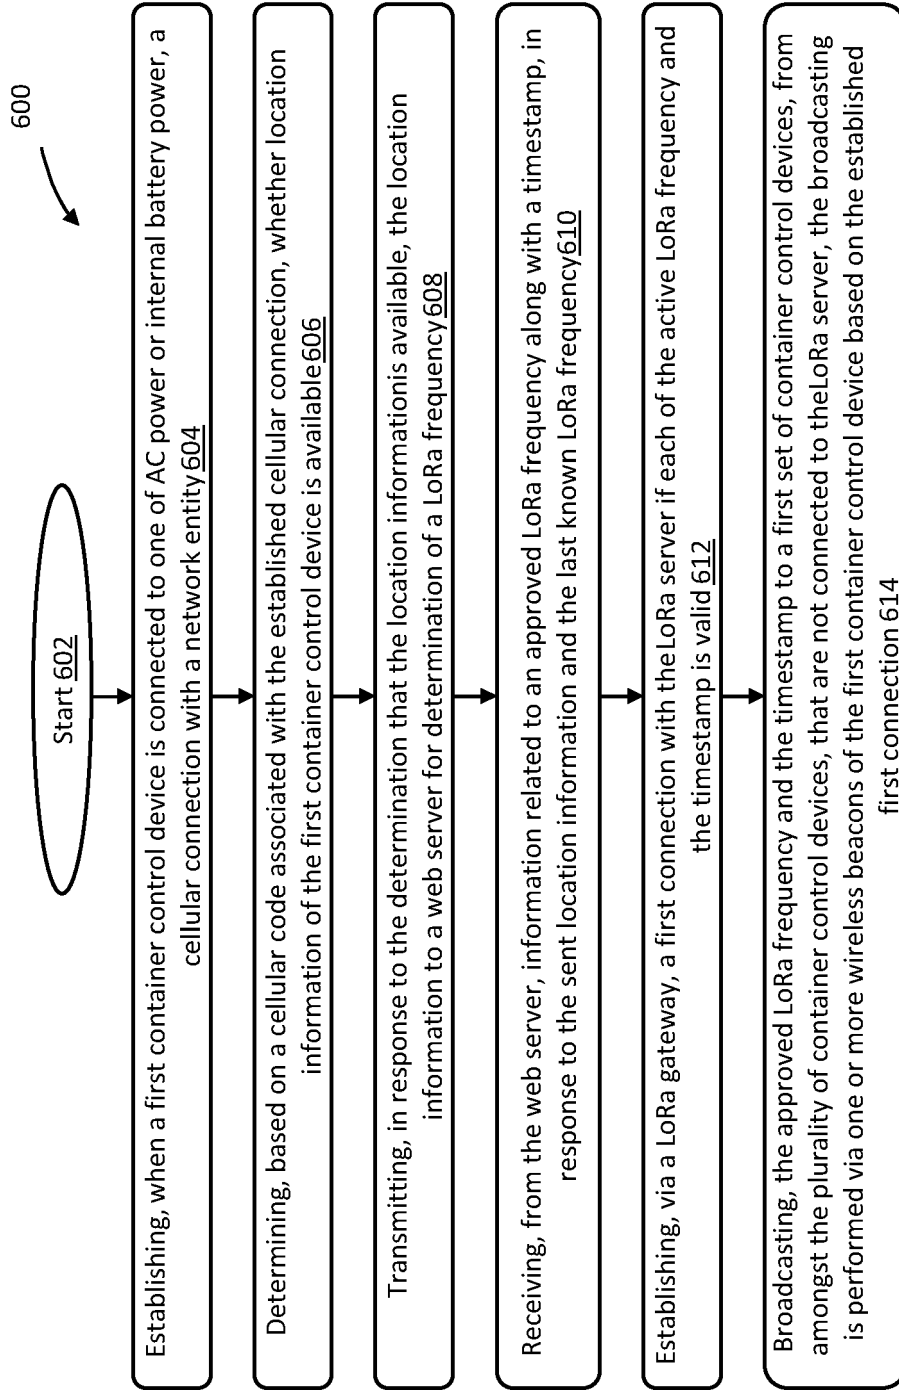 600
Start 602
Establishing, when a first container control device is connected to one of AC power or internal battery power, a
cellular connection with a network entity604
Determining, based on a cellular code associated with the established cellular connection, whether location
information of the first container control device is available606
Transmitting, in response to the determination that the location informationis available, the location
information to a web server for determination of a LoRa frequency608
Receiving, from the web server, information related to an approved LoRa frequency along with a timestamp, in
response to the sent location information and the last known LoRa frequency610
Establishing, via a LoRa gateway, a first connection with theLoRa server if each of the active LoRa frequency and
the timestamp is valid612
Broadcasting, the approved LoRa frequency and the timestamp to a first set of container control devices, from
amongst the plurality of container control devices, that are not connected to theLoRa server, the broadcasting
is performed via one or more wireless beacons of the first container control device based on the established
first connection 614